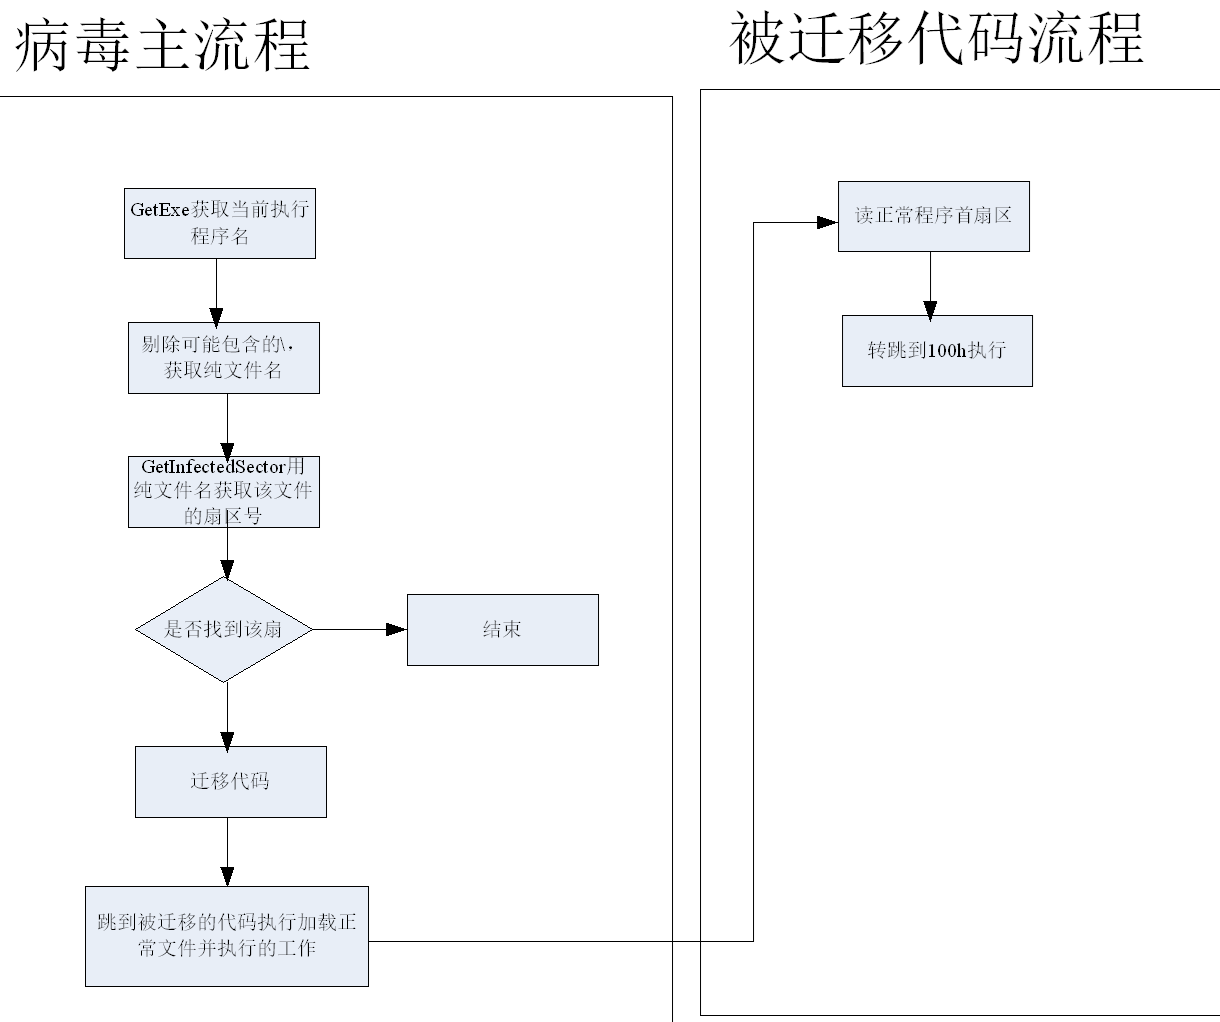 病毒主流程
GetExe获取当前执行
程序名
剔除可能包含的\，
获取纯文件名
GetInfectedSector用
纯文件名获取该文件
的扇区号
是否找到该扇
结束
迁移代码
跳到被迁移的代码执行加载正
常文件并执行的工作
被迁移代码流程
读正常程序首扇区
转跳到100h执行